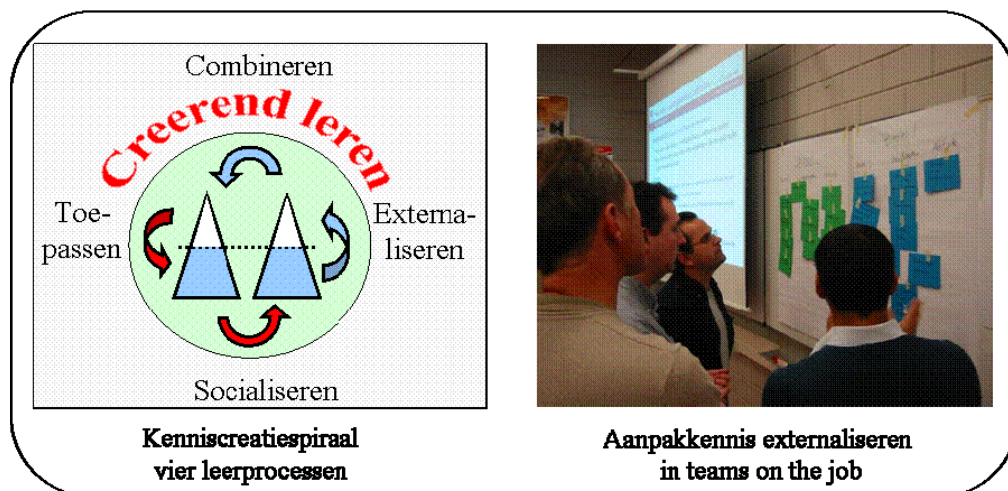 Combineren
Creerend leren
Toe-
passen
Externa-
liseren
Socialiseren
Kenniscreatiespiraal
vier leerprocessen
Aanpakkennis externaliseren
in teams on the job